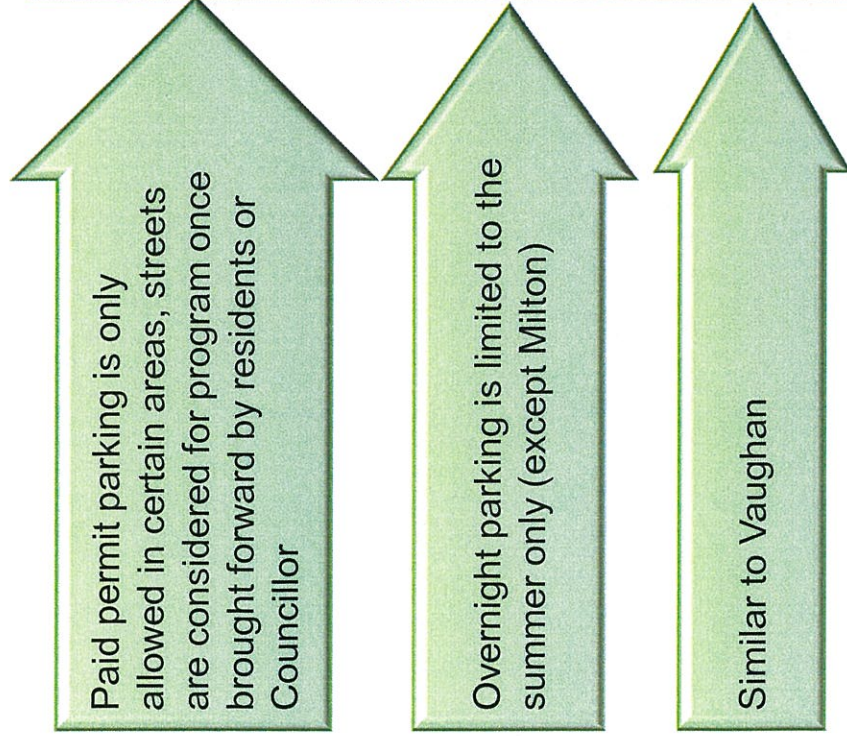 Paid permit parking is only
allowed in certain areas, streets
are considered for program once
brought forward by residents or
Councillor
Overnight parking is limited to the
summer only (except Milton)
Similar to Vaughan